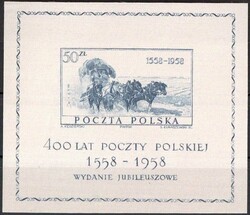 50 ZŁ
1558-1958
POCZTA POLSKA
400 LAT POCZTY POLSKIEJ
1558 - 1958
WYDANIE JUBILEUSZOWE